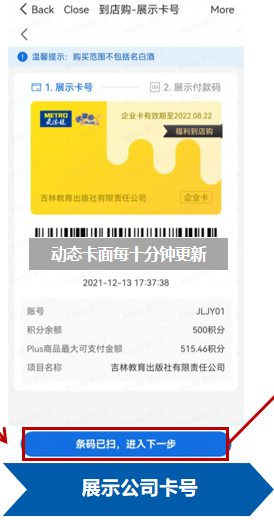 Back Close 到店购-展示卡号 More
温馨提示：购买范围不包括名白酒
1. 展示卡号 2. 展示付款码
METRO
麦德龙 PLUS
企业卡有效期至2022.08.22
福利到店购
吉林教育出版社有限责任公司 企业卡
动态卡面每十分钟更新
2021-12-13 17:37:38
账号 JLJY01
积分余额 500积分
Plus商品最大可支付金额 515.46积分
项目名称 吉林教育出版社有限责任公司
条码已扫，进入下一步
展示公司卡号